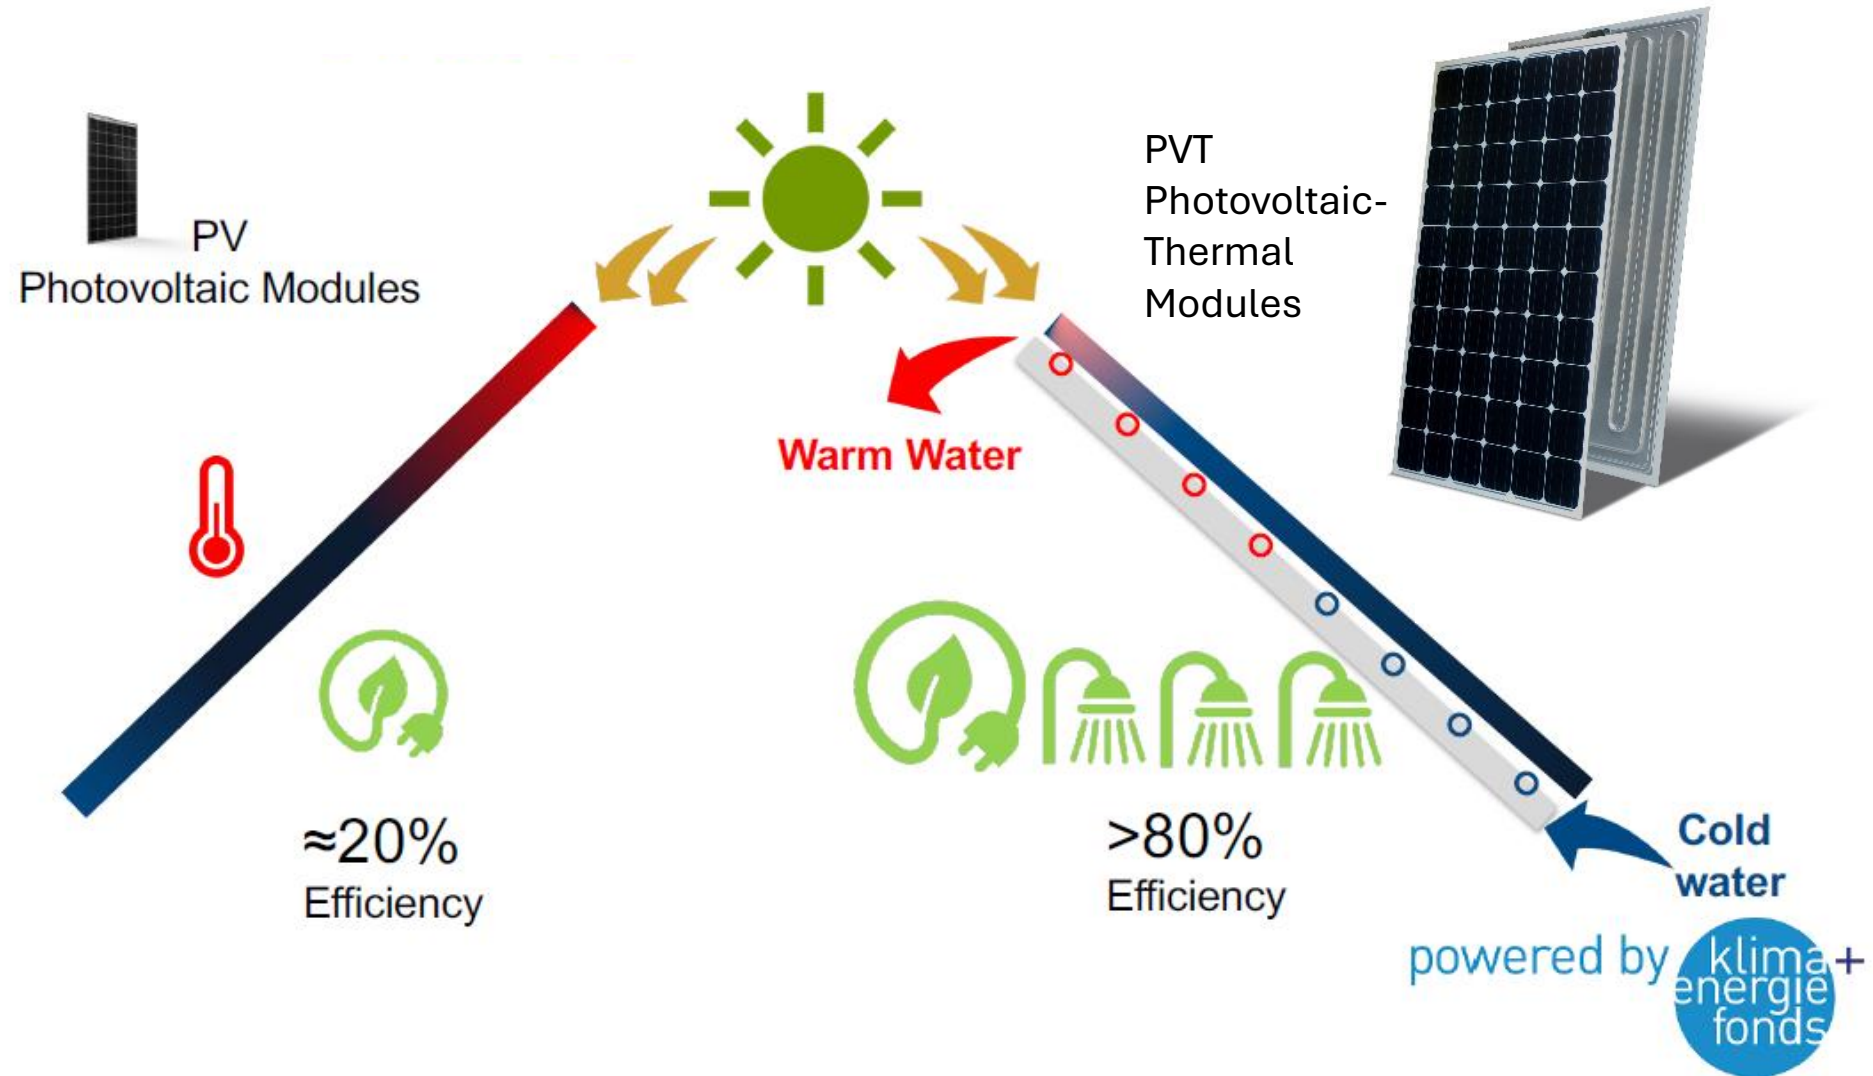 PV
Photovoltaic Modules
PVT
Photovoltaic-
Thermal
Modules
Warm Water
≈20%
Efficiency
>80%
Efficiency
Cold
water
powered by
klima+
energie
fonds